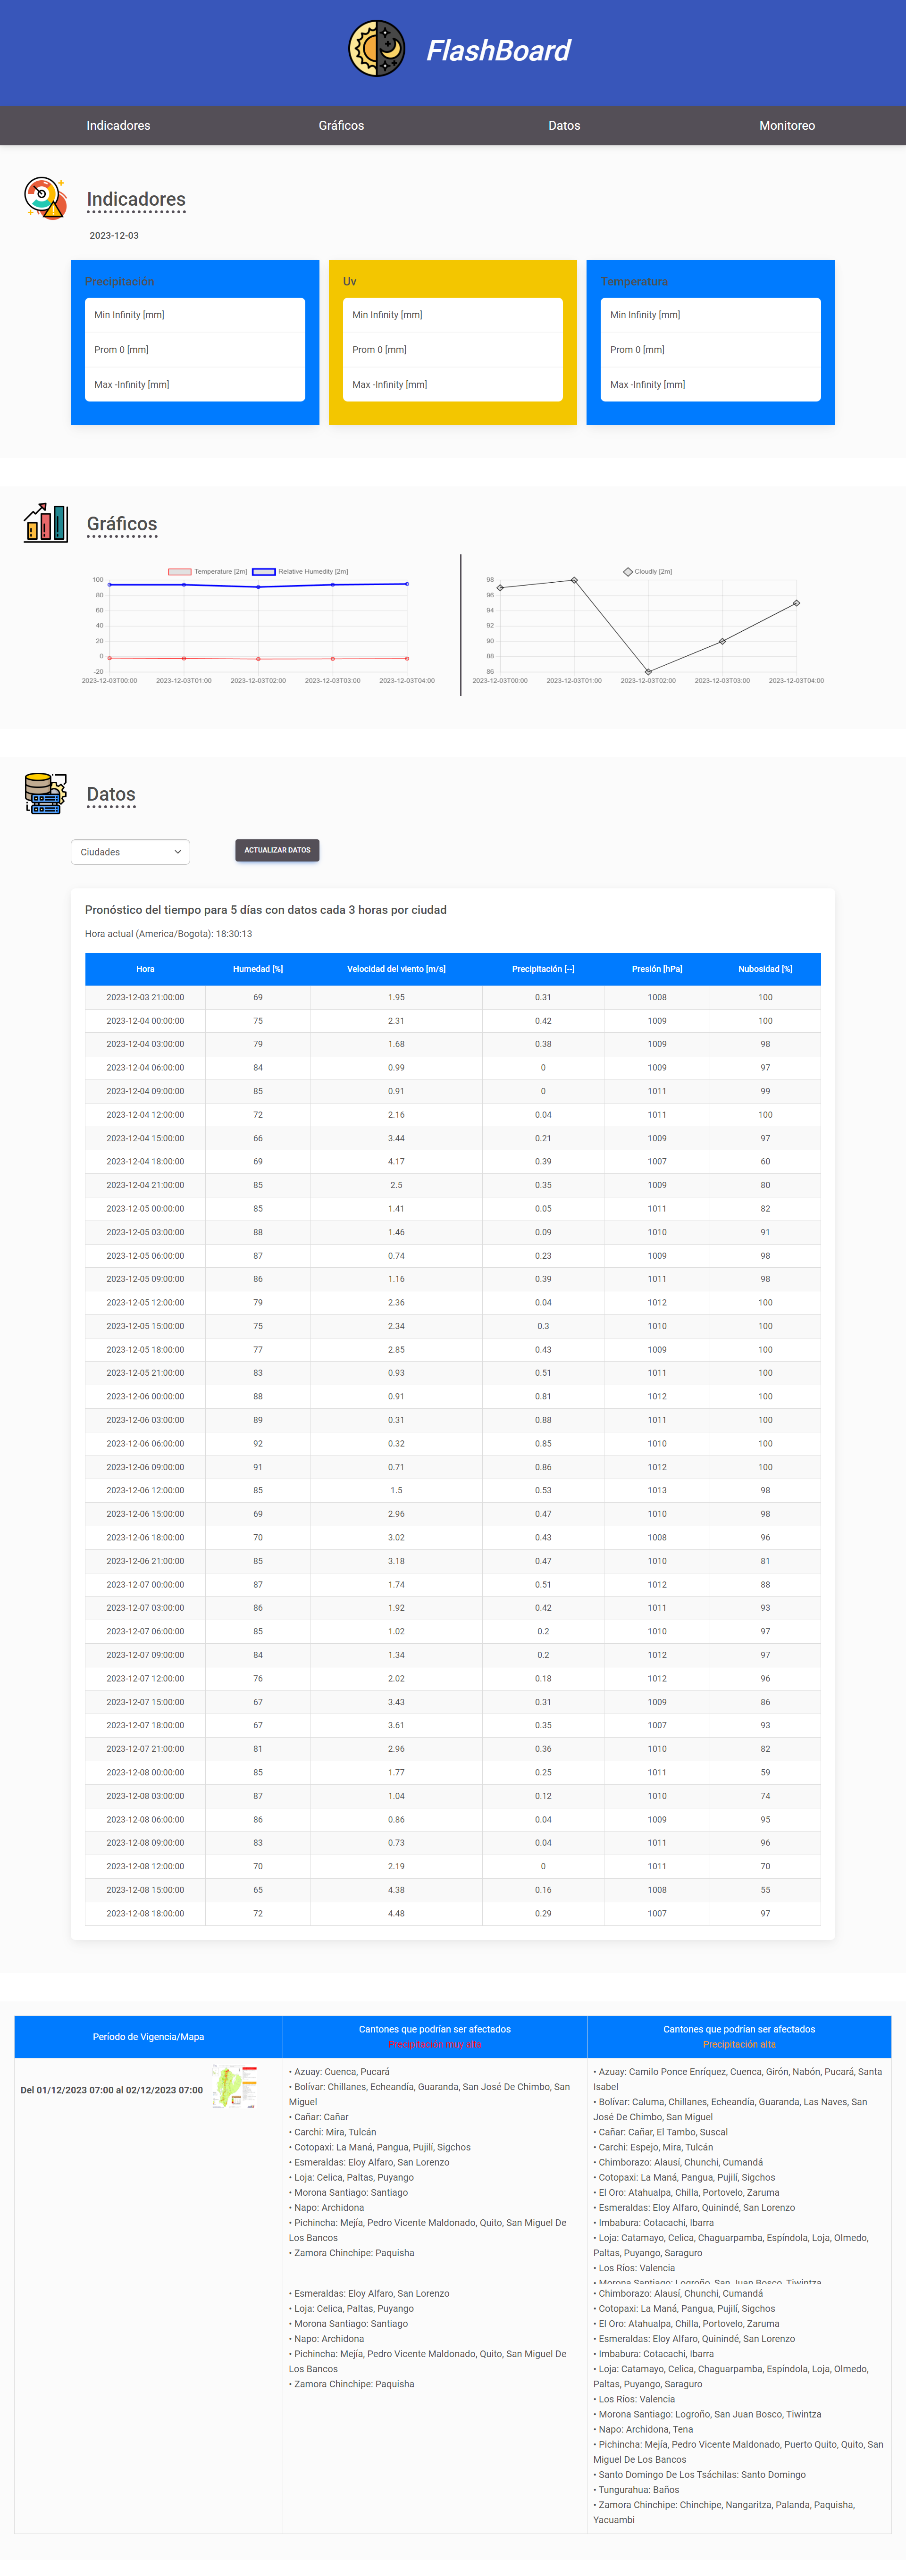 FlashBoard
Indicadores Gráficos Datos Monitoreo
Indicadores
2023-12-03
Precipitación
Min Infinity [mm]
Prom 0 [mm]
Max -Infinity [mm]
Uv
Min Infinity [mm]
Prom 0 [mm]
Max -Infinity [mm]
Temperatura
Min Infinity [mm]
Prom 0 [mm]
Max -Infinity [mm]
Gráficos
Temperature [2m] Relative Humedity [2m]
100
80
60
40
20
0
-20
2023-12-03T00:00 2023-12-03T01:00 2023-12-03T02:00 2023-12-03T03:00 2023-12-03T04:00
Cloudly [2m]
98
96
94
92
90
88
86
2023-12-03T00:00 2023-12-03T01:00 2023-12-03T02:00 2023-12-03T03:00 2023-12-03T04:00
Datos
Ciudades
ACTUALIZAR DATOS
Pronóstico del tiempo para 5 días con datos cada 3 horas por ciudad
Hora actual (America/Bogota): 18:30:13
Hora Humedad [%] Velocidad del viento [m/s] Precipitación [--] Presión [hPa] Nubosidad [%]
2023-12-03 21:00:00 69 1.95 0.31 1008 100
2023-12-04 00:00:00 75 2.31 0.42 1009 100
2023-12-04 03:00:00 79 1.68 0.38 1009 98
2023-12-04 06:00:00 84 0.99 0 1009 97
2023-12-04 09:00:00 85 0.91 0 1011 99
2023-12-04 12:00:00 72 2.16 0.04 1011 100
2023-12-04 15:00:00 66 3.44 0.21 1009 97
2023-12-04 18:00:00 69 4.17 0.39 1007 60
2023-12-04 21:00:00 85 2.5 0.35 1009 80
2023-12-05 00:00:00 85 1.41 0.05 1011 82
2023-12-05 03:00:00 88 1.46 0.09 1010 91
2023-12-05 06:00:00 87 0.74 0.23 1009 98
2023-12-05 09:00:00 86 1.16 0.39 1011 98
2023-12-05 12:00:00 79 2.36 0.04 1012 100
2023-12-05 15:00:00 75 2.34 0.3 1010 100
2023-12-05 18:00:00 77 2.85 0.43 1009 100
2023-12-05 21:00:00 83 0.93 0.51 1011 100
2023-12-06 00:00:00 88 0.91 0.81 1012 100
2023-12-06 03:00:00 89 0.31 0.88 1011 100
2023-12-06 06:00:00 92 0.32 0.85 1010 100
2023-12-06 09:00:00 91 0.71 0.86 1012 100
2023-12-06 12:00:00 85 1.5 0.53 1013 98
2023-12-06 15:00:00 69 2.96 0.47 1010 98
2023-12-06 18:00:00 70 3.02 0.43 1008 96
2023-12-06 21:00:00 85 3.18 0.47 1010 81
2023-12-07 00:00:00 87 1.74 0.51 1012 88
2023-12-07 03:00:00 86 1.92 0.42 1011 93
2023-12-07 06:00:00 85 1.02 0.2 1010 97
2023-12-07 09:00:00 84 1.34 0.2 1012 97
2023-12-07 12:00:00 76 2.02 0.18 1012 96
2023-12-07 15:00:00 67 3.43 0.31 1009 86
2023-12-07 18:00:00 67 3.61 0.35 1007 93
2023-12-07 21:00:00 81 2.96 0.36 1010 82
2023-12-08 00:00:00 85 1.77 0.25 1011 59
2023-12-08 03:00:00 87 1.04 0.12 1010 74
2023-12-08 06:00:00 86 0.86 0.04 1009 95
2023-12-08 09:00:00 83 0.73 0.04 1011 96
2023-12-08 12:00:00 70 2.19 0 1011 70
2023-12-08 15:00:00 65 4.38 0.16 1008 55
2023-12-08 18:00:00 72 4.48 0.29 1007 97
Período de Vigencia/Mapa
Cantones que podrían ser afectados
Precipitación muy alta
Cantones que podrían ser afectados
Precipitación alta
Del 01/12/2023 07:00 al 02/12/2023 07:00
• Azuay: Cuenca, Pucará
• Bolívar: Chillanes, Echeandía, Guaranda, San José De Chimbo, San
Miguel
• Cañar: Cañar
• Carchi: Mira, Tulcán
• Cotopaxi: La Maná, Pangua, Pujilí, Sigchos
• Esmeraldas: Eloy Alfaro, San Lorenzo
• Loja: Celica, Paltas, Puyango
• Morona Santiago: Santiago
• Napo: Archidona
• Pichincha: Mejía, Pedro Vicente Maldonado, Quito, San Miguel De
Los Bancos
• Zamora Chinchipe: Paquisha
• Esmeraldas: Eloy Alfaro, San Lorenzo
• Loja: Celica, Paltas, Puyango
• Morona Santiago: Santiago
• Napo: Archidona
• Pichincha: Mejía, Pedro Vicente Maldonado, Quito, San Miguel De
Los Bancos
• Zamora Chinchipe: Paquisha
• Azuay: Camilo Ponce Enríquez, Cuenca, Girón, Nabón, Pucará, Santa
Isabel
• Bolívar: Caluma, Chillanes, Echeandía, Guaranda, Las Naves, San
José De Chimbo, San Miguel
• Cañar: Cañar, El Tambo, Suscal
• Carchi: Espejo, Mira, Tulcán
• Chimborazo: Alausí, Chunchi, Cumandá
• Cotopaxi: La Maná, Pangua, Pujilí, Sigchos
• El Oro: Atahualpa, Chilla, Portovelo, Zaruma
• Esmeraldas: Eloy Alfaro, Quinindé, San Lorenzo
• Imbabura: Cotacachi, Ibarra
• Loja: Catamayo, Celica, Chaguarpamba, Espíndola, Loja, Olmedo,
Paltas, Puyango, Saraguro
• Los Ríos: Valencia
• Morona Santiago: Logroño, San Juan Bosco, Tiwintza
• Chimborazo: Alausí, Chunchi, Cumandá
• Cotopaxi: La Maná, Pangua, Pujilí, Sigchos
• El Oro: Atahualpa, Chilla, Portovelo, Zaruma
• Esmeraldas: Eloy Alfaro, Quinindé, San Lorenzo
• Imbabura: Cotacachi, Ibarra
• Loja: Catamayo, Celica, Chaguarpamba, Espíndola, Loja, Olmedo,
Paltas, Puyango, Saraguro
• Los Ríos: Valencia
• Morona Santiago: Logroño, San Juan Bosco, Tiwintza
• Napo: Archidona, Tena
• Pichincha: Mejía, Pedro Vicente Maldonado, Puerto Quito, Quito, San
Miguel De Los Bancos
• Santo Domingo De Los Tsáchilas: Santo Domingo
• Tungurahua: Baños
• Zamora Chinchipe: Chinchipe, Nangaritza, Palanda, Paquisha,
Yacuambi